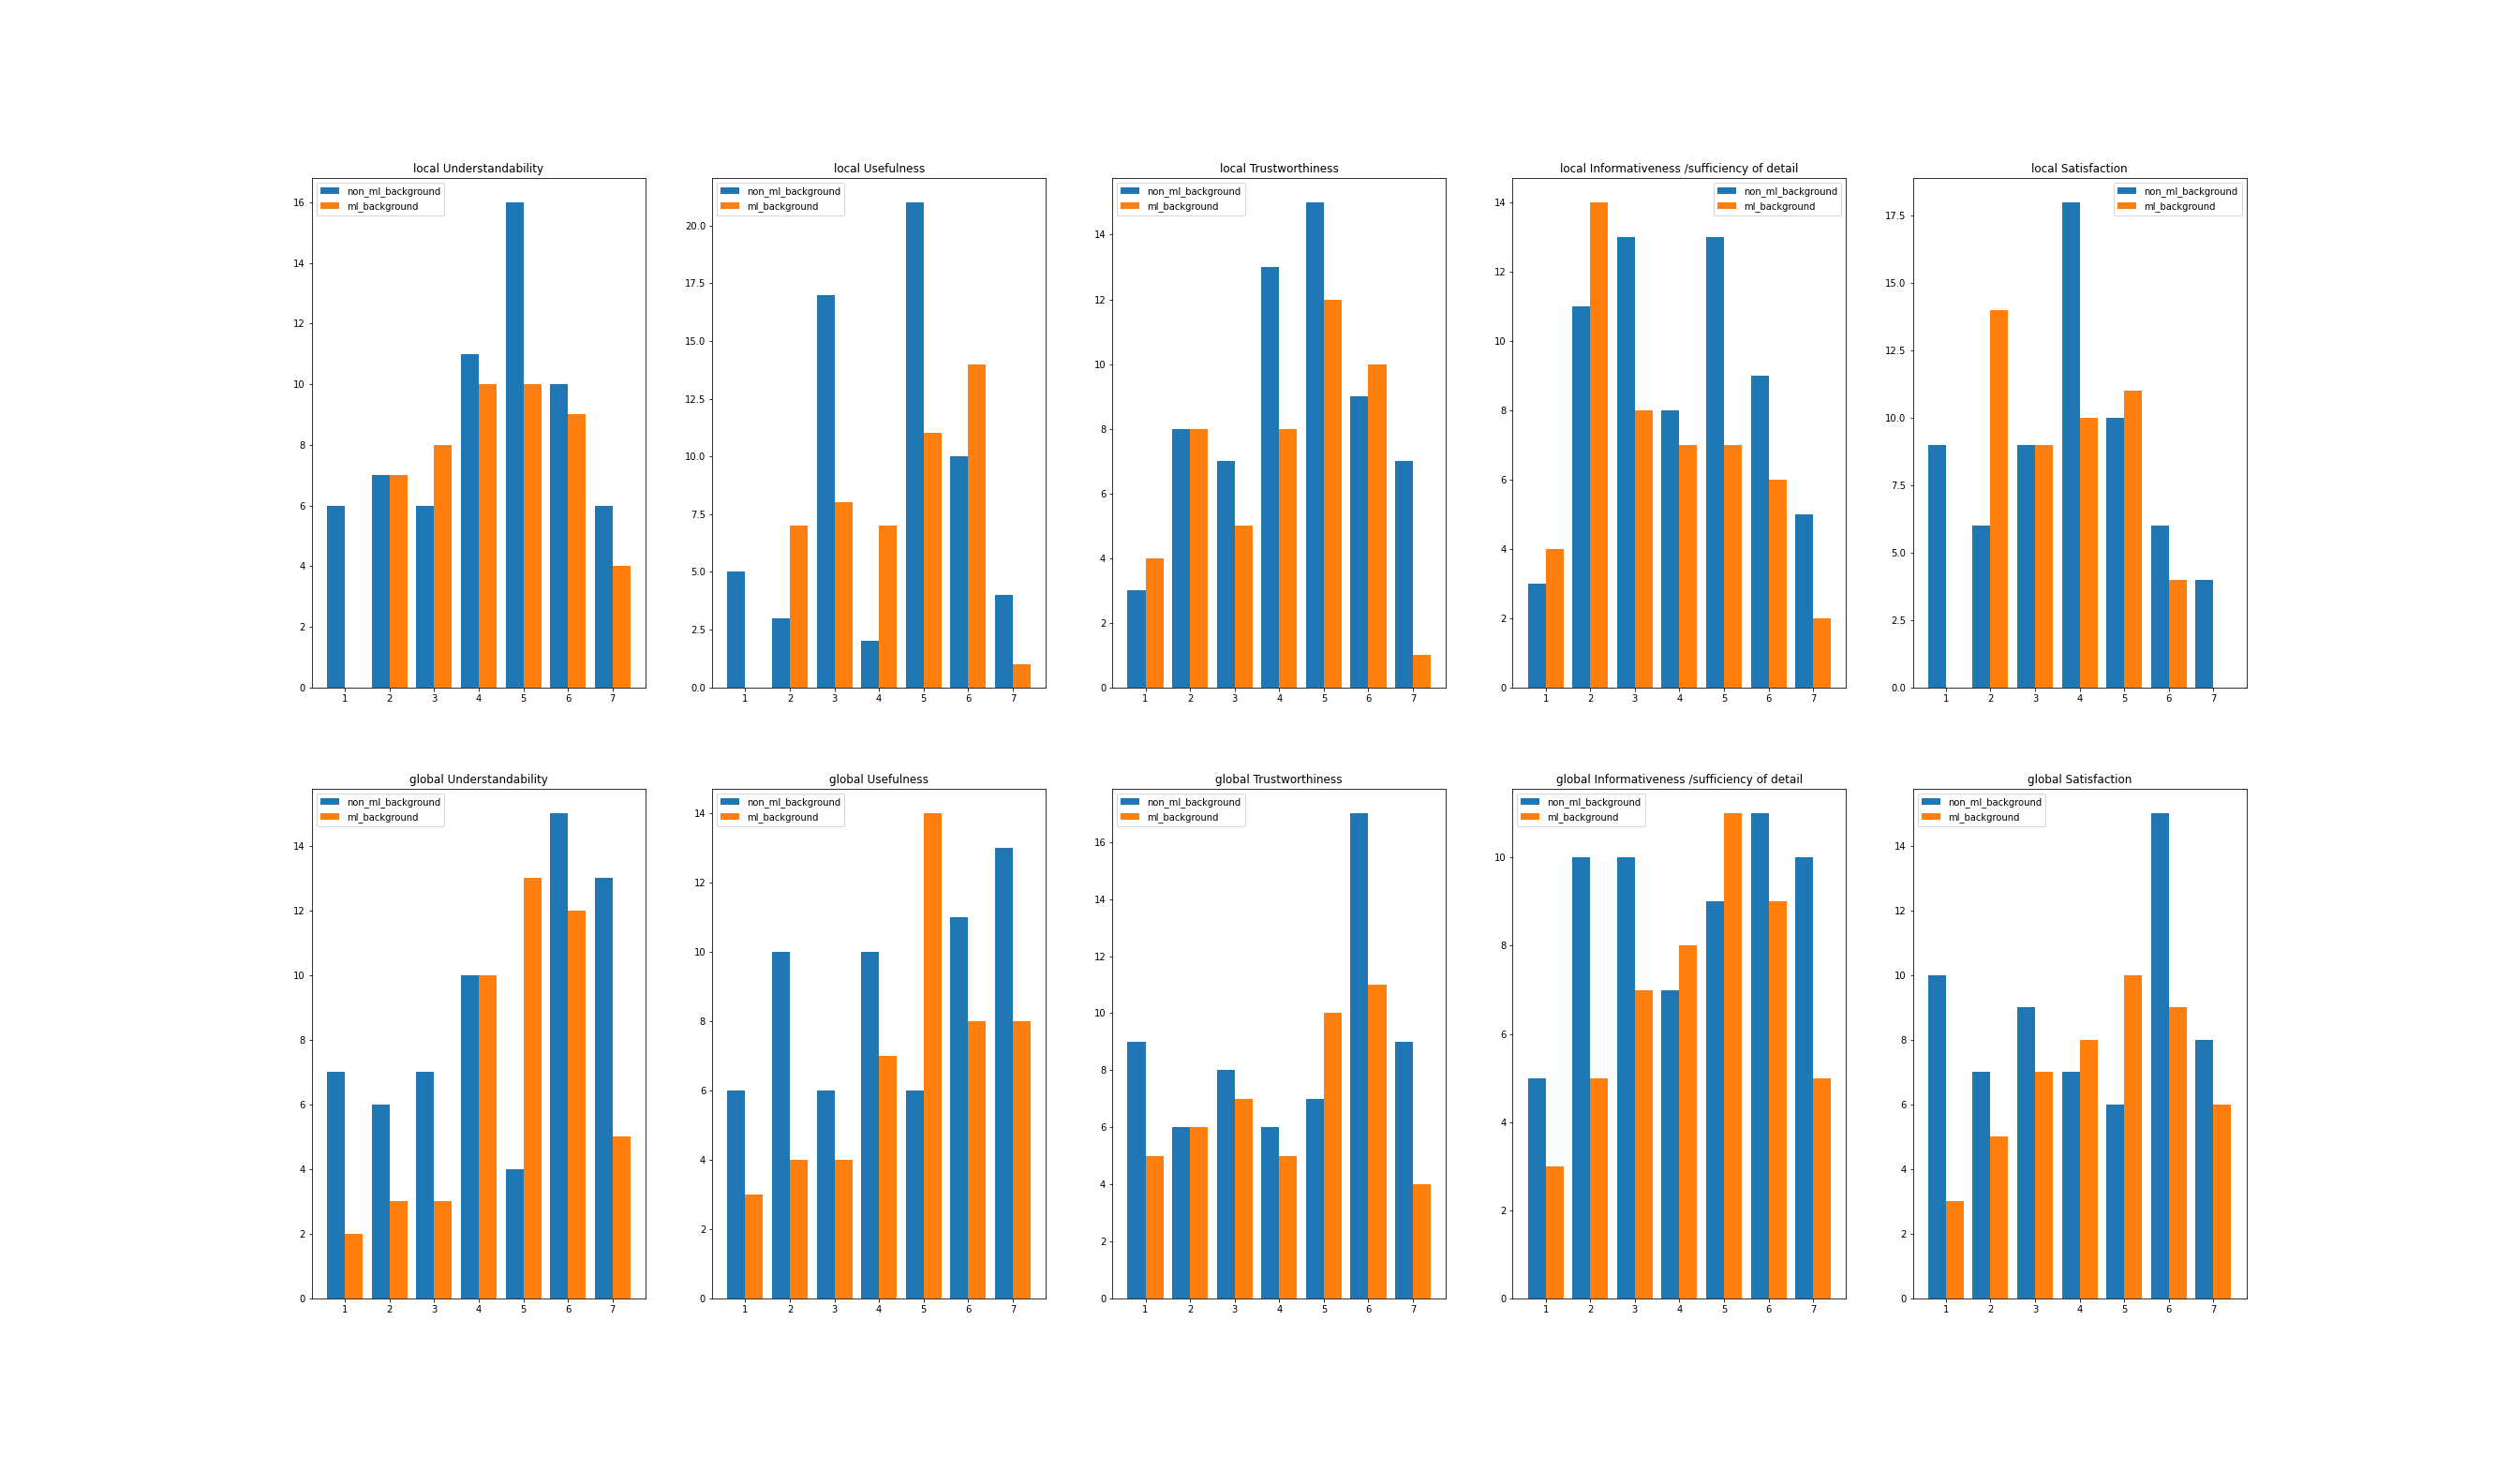 local Understandability
non_ml_background
ml_background
16
14
12
10
8
6
4
2
0
1 2 3 4 5 6 7
local Usefulness
non_ml_background
ml_background
20.0
17.5
15.0
12.5
10.0
7.5
5.0
2.5
0.0
1 2 3 4 5 6 7
local Trustworthiness
non_ml_background
ml_background
14
12
10
8
6
4
2
0
1 2 3 4 5 6 7
local Informativeness /sufficiency of detail
non_ml_background
ml_background
14
12
10
8
6
4
2
0
1 2 3 4 5 6 7
local Satisfaction
non_ml_background
ml_background
17.5
15.0
12.5
10.0
7.5
5.0
2.5
0.0
1 2 3 4 5 6 7
global Understandability
non_ml_background
ml_background
14
12
10
8
6
4
2
0
1 2 3 4 5 6 7
global Usefulness
non_ml_background
ml_background
14
12
10
8
6
4
2
0
1 2 3 4 5 6 7
global Trustworthiness
non_ml_background
ml_background
16
14
12
10
8
6
4
2
0
1 2 3 4 5 6 7
global Informativeness /sufficiency of detail
non_ml_background
ml_background
10
8
6
4
2
0
1 2 3 4 5 6 7
global Satisfaction
non_ml_background
ml_background
14
12
10
8
6
4
2
0
1 2 3 4 5 6 7